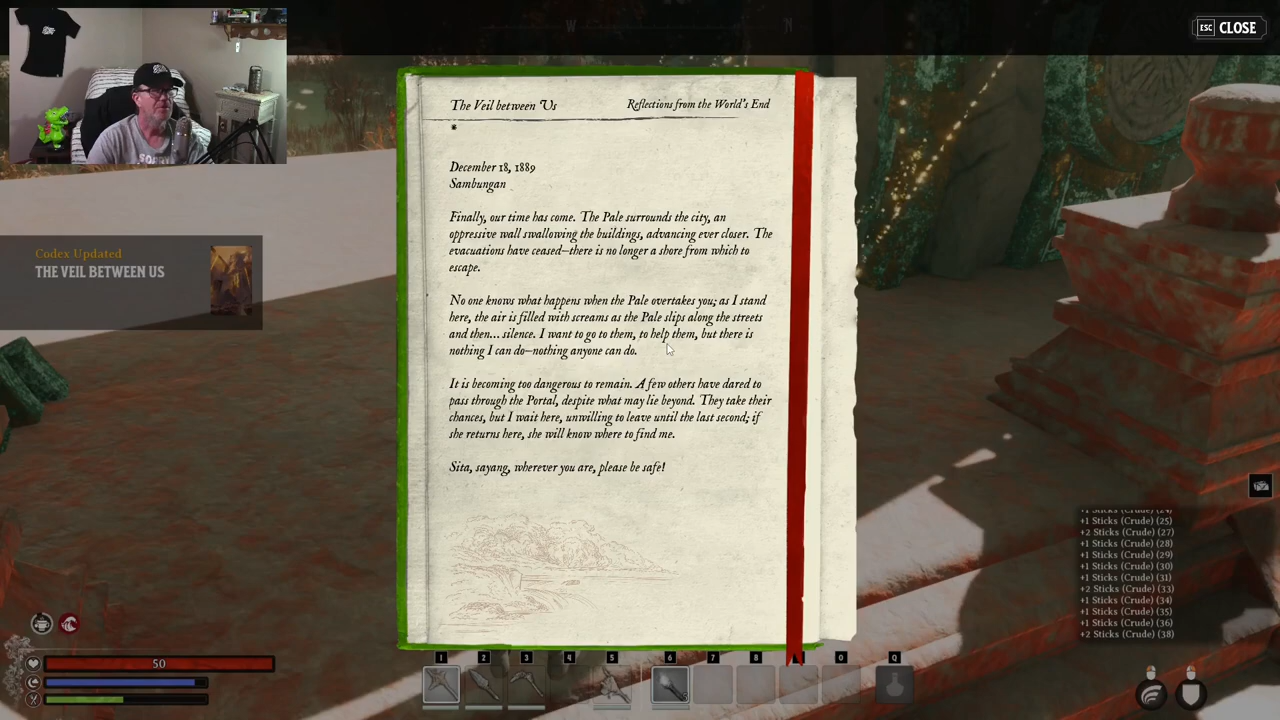 W
N
ESC CLOSE
The Veil between Us
Reflections from the World's End
*
December 18, 1889
Sambungan
Finally, our time has come. The Pale surrounds the city, an
oppressive wall swallowing the buildings, advancing ever closer. The
evacuations have ceased—there is no longer a shore from which to
escape.
No one knows what happens when the Pale overtakes you; as I stand
here, the air is filled with screams as the Pale slips along the streets
and then... silence. I want to go to them, to help them, but there is
nothing I can do—nothing anyone can do.
It is becoming too dangerous to remain. A few others have dared to
pass through the Portal, despite what may lie beyond. They take their
chances, but I wait here, unwilling to leave until the last second; if
she returns here, she will know where to find me.
Sita, sayang, wherever you are, please be safe!
Codex Updated
THE VEIL BETWEEN US
+1 Sticks (Crude) (24)
+1 Sticks (Crude) (25)
+2 Sticks (Crude) (27)
+1 Sticks (Crude) (28)
+1 Sticks (Crude) (29)
+1 Sticks (Crude) (30)
+1 Sticks (Crude) (31)
+2 Sticks (Crude) (33)
+1 Sticks (Crude) (34)
+1 Sticks (Crude) (35)
+1 Sticks (Crude) (36)
+2 Sticks (Crude) (38)
50
1 2 3 4 5 6 7 8 0 Q